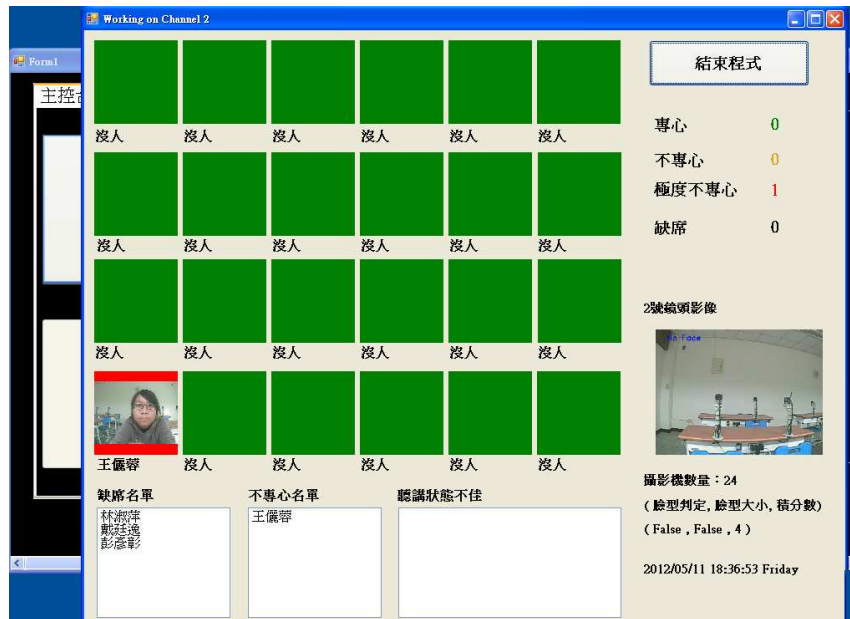 Working on Channel 2
Form1
主控台
結束程式
沒人 沒人 沒人 沒人 沒人 沒人
專心 0
不專心 0
極度不專心 1
缺席 0
沒人 沒人 沒人 沒人 沒人 沒人
沒人 沒人 沒人 沒人 沒人 沒人
王儷蓉 沒人 沒人 沒人 沒人 沒人
2號鏡頭影像
No face
攝影機數量：24
( 臉型判定, 臉型大小, 積分數)
( False , False , 4 )
2012/05/11 18:36:53 Friday
缺席名單
林淑萍
戴廷逸
彭彥彰
不專心名單
王儷蓉
聽講狀態不佳